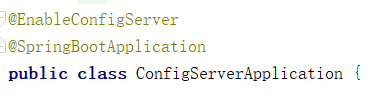 @EnableConfigServer
@SpringBootApplication
public class ConfigServerApplication {